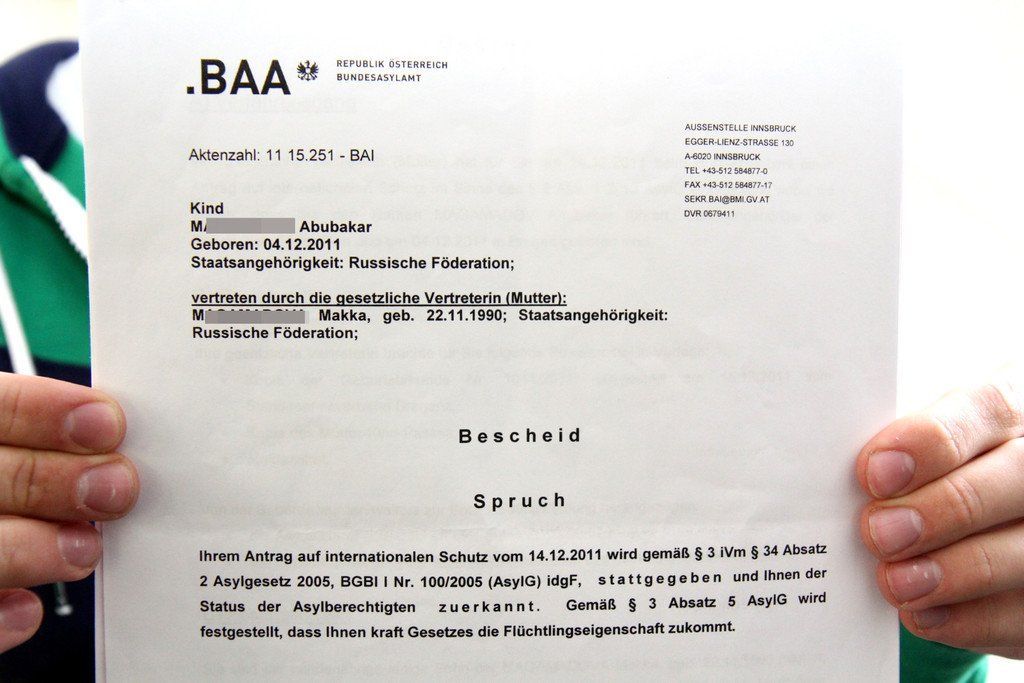 .BAA REPUBLIK ÖSTERREICH
BUNDESASYLAMT
AUSSENSTELLE INNSBRUCK
EGGER-LIENZ-STRASSE 130
A-6020 INNSBRUCK
TEL +43-512 584877-0
FAX +43-512 584877-17
SEKR.BAI@BMI.GV.AT
DVR 0679411
Aktenzahl: 11 15.251 - BAI
Kind
Abubakar
Geboren: 04.12.2011
Staatsangehörigkeit: Russische Föderation;
vertreten durch die gesetzliche Vertreterin (Mutter):
Makka, geb. 22.11.1990; Staatsangehörigkeit:
Russische Föderation;
Bescheid
Spruch
Ihrem Antrag auf internationalen Schutz vom 14.12.2011 wird gemäß § 3 iVm § 34 Absatz
2 Asylgesetz 2005, BGBl I Nr. 100/2005 (AsylG) idgF, stattgegeben und Ihnen der
Status der Asylberechtigten zuerkannt. Gemäß § 3 Absatz 5 AsylG wird
festgestellt, dass Ihnen kraft Gesetzes die Flüchtlingseigenschaft zukommt.